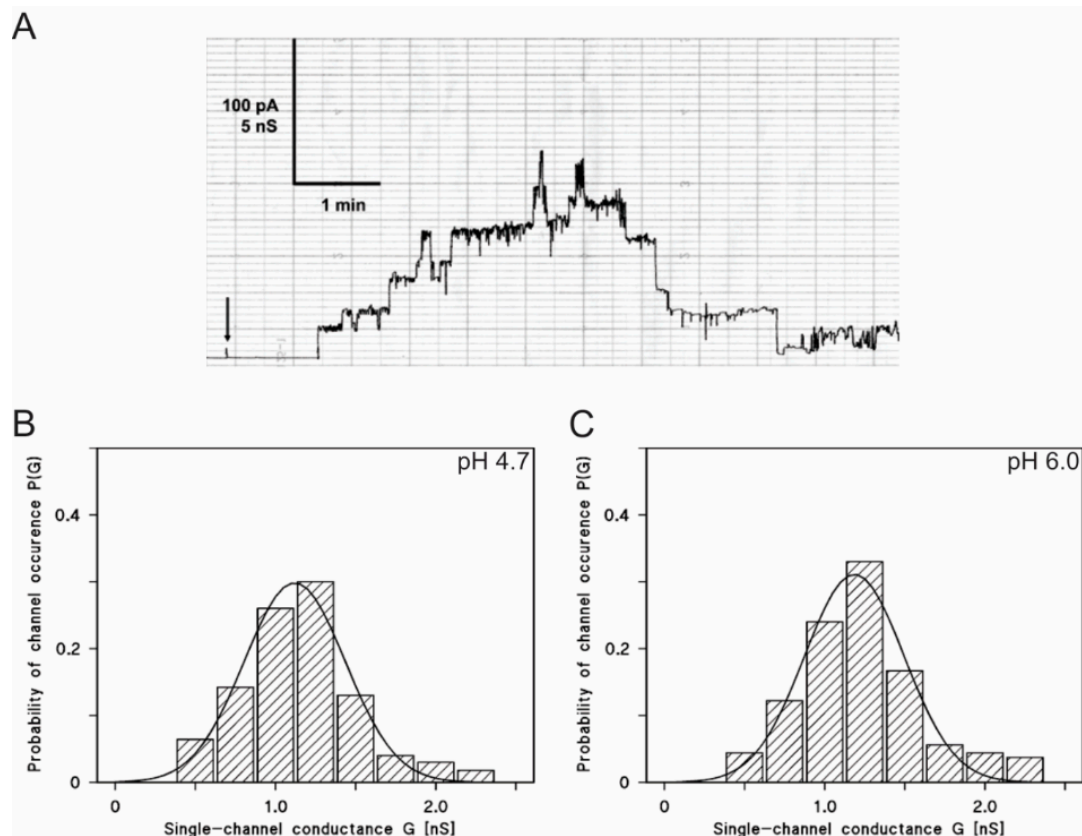 A
100 pA
5 nS
1 min
B
C
pH 4.7
pH 6.0
Probability of channel occurence P(G)
0.4
0.2
0
0
1.0
2.0
Single-channel conductance G [nS]
Probability of channel occurence P(G)
0.4
0.2
0
0
1.0
2.0
Single-channel conductance G [nS]